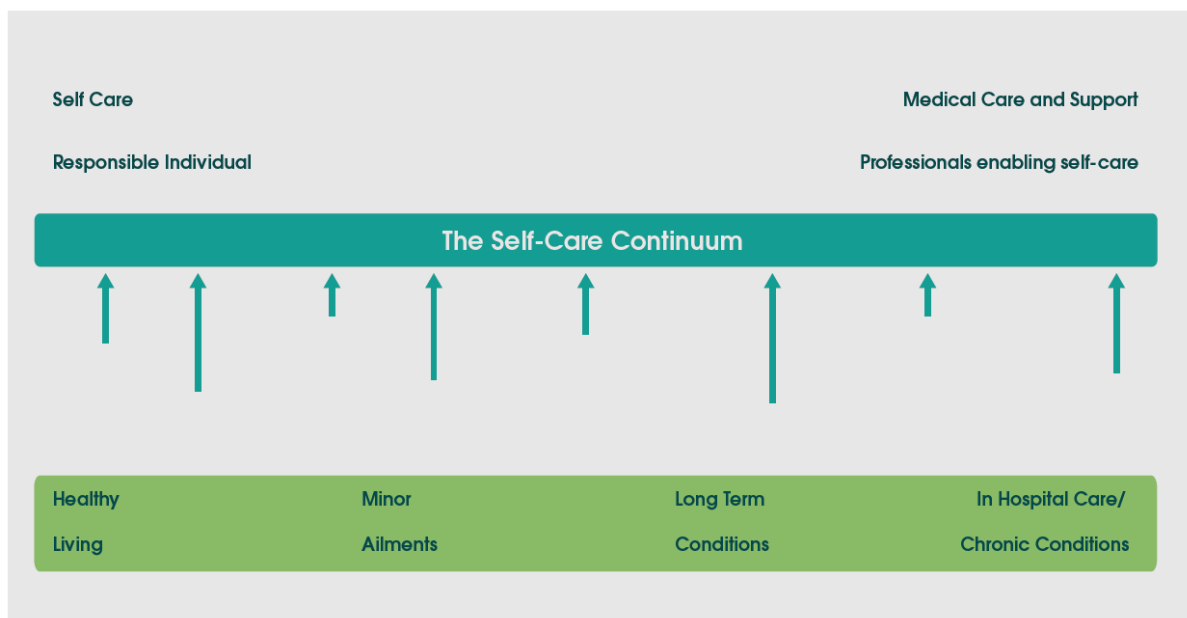 Self Care
Medical Care and Support
Responsible Individual
Professionals enabling self-care
The Self-Care Continuum
Healthy
Living
Minor
Ailments
Long Term
Conditions
In Hospital Care/
Chronic Conditions